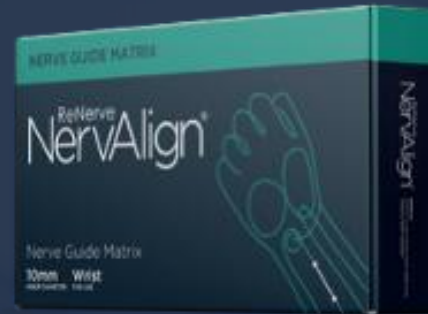 NERVE GUIDE MATRIX
ReNerve
NervAlign®
Nerve Guide Matrix
10mm Wrist
NervAlign